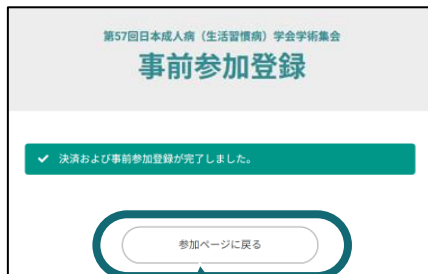 第57回日本成人病（生活習慣病）学会学術集会
事前参加登録
決済および事前参加登録が完了しました。
参加ページに戻る